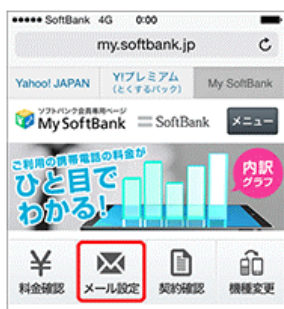 SoftBank 4G 0:00
my.softbank.jp
Yahoo! JAPAN Y!プレミアム My SoftBank
(とくするパック)
ソフトバンク会員専用ページ
My SoftBank SoftBank メニュー
ご利用の携帯電話の料金が
ひと目で
わかる!
内訳
グラフ
料金確認 メール設定 契約確認 機種変更